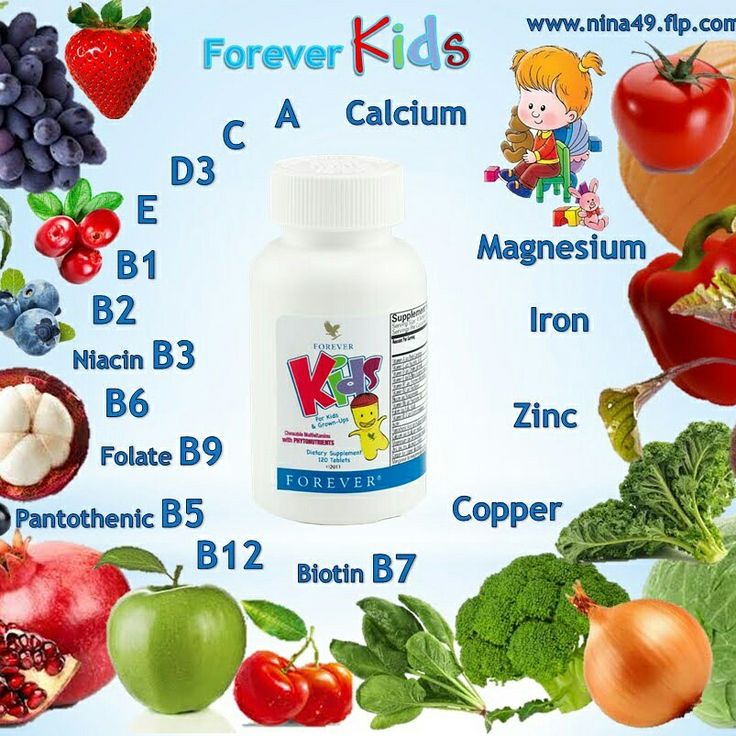 www.nina49.flp.com
Forever Kids
A
Calcium
C
D3
E
Magnesium
B1
B2
Iron
Niacin B3
B6
Zinc
Folate B9
Copper
Pantothenic B5
B12
Biotin B7
FOREVER
Kids
For Kids
& Grown-Ups
Chewable Multivitamins
with PHYTONUTRIENTS
Dietary Supplement
120 Tablets
FOREVER®
Supplement